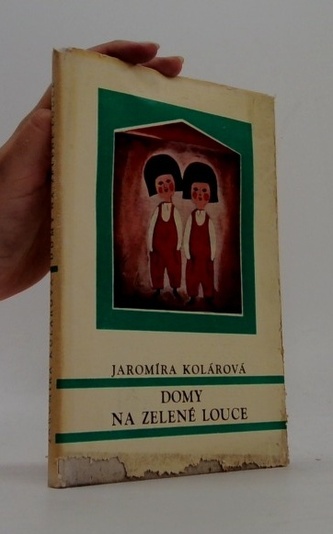 JAROMÍRA KOLÁROVÁ
DOMY
NA ZELENÉ LOUCE